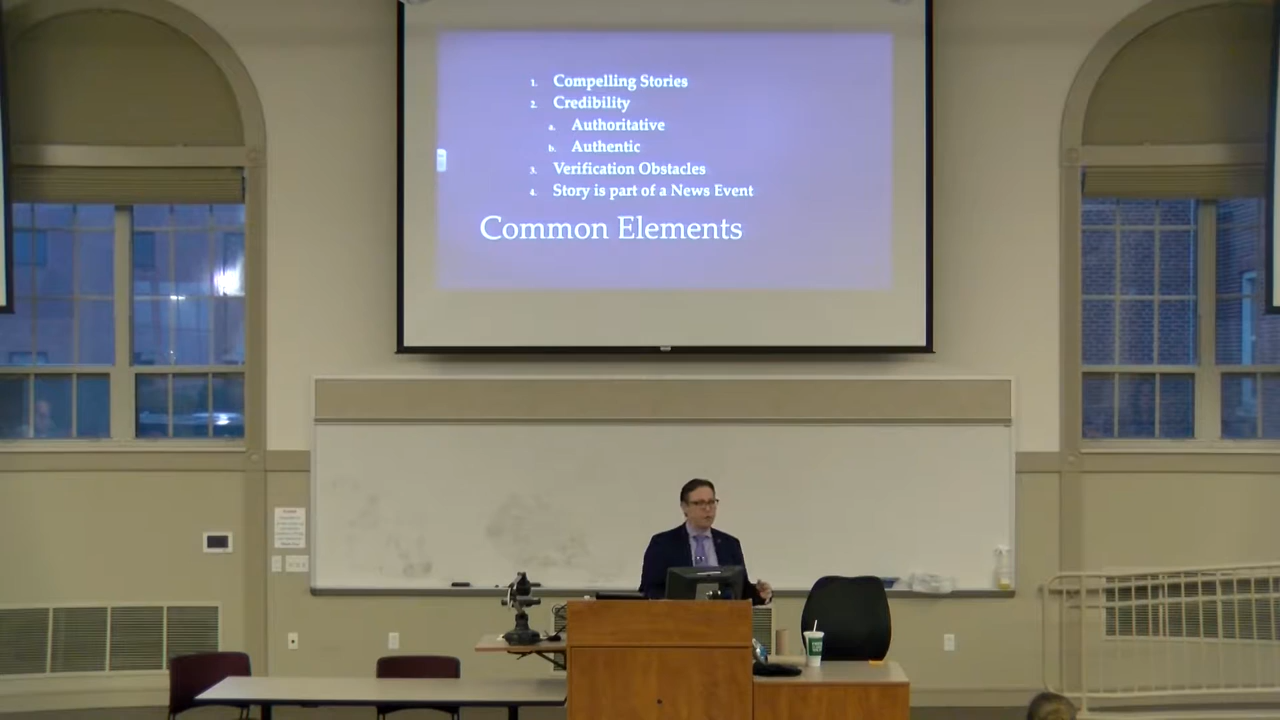 1. Compelling Stories
2. Credibility
a. Authoritative
b. Authentic
3. Verification Obstacles
4. Story is part of a News Event
Common Elements